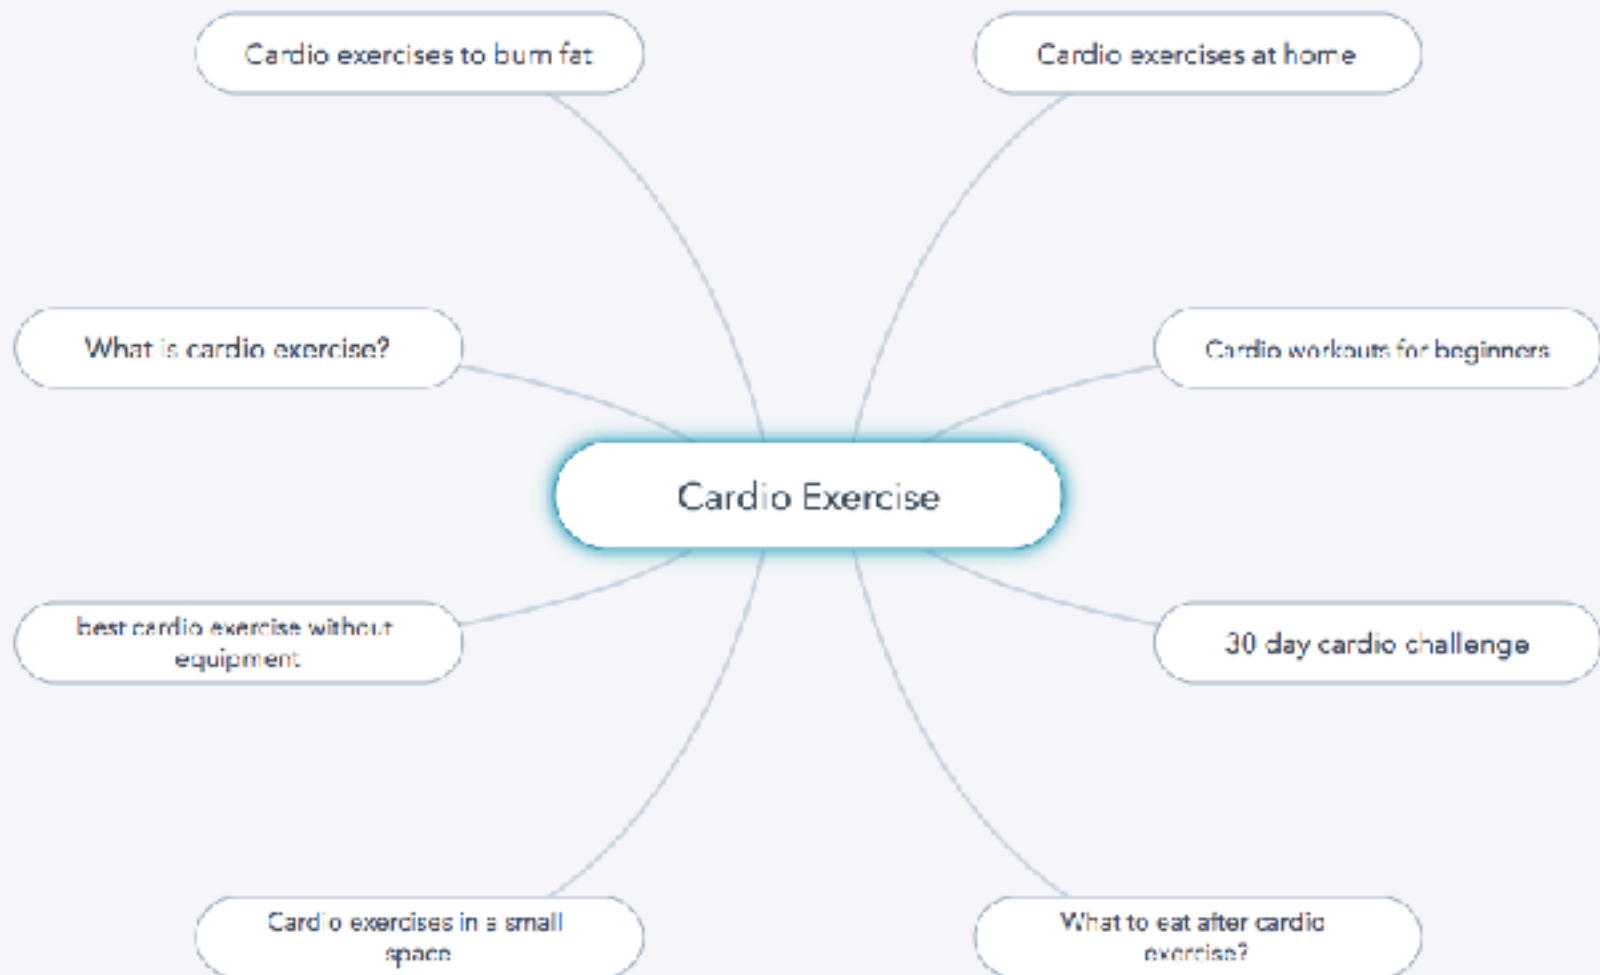 Cardio exercises to burn fat
Cardio exercises at home
What is cardio exercise?
Cardio workouts for beginners
Cardio Exercise
best cardio exercise without
equipment
30 day cardio challenge
Cardio exercises in a small
space
What to eat after cardio
exercise?